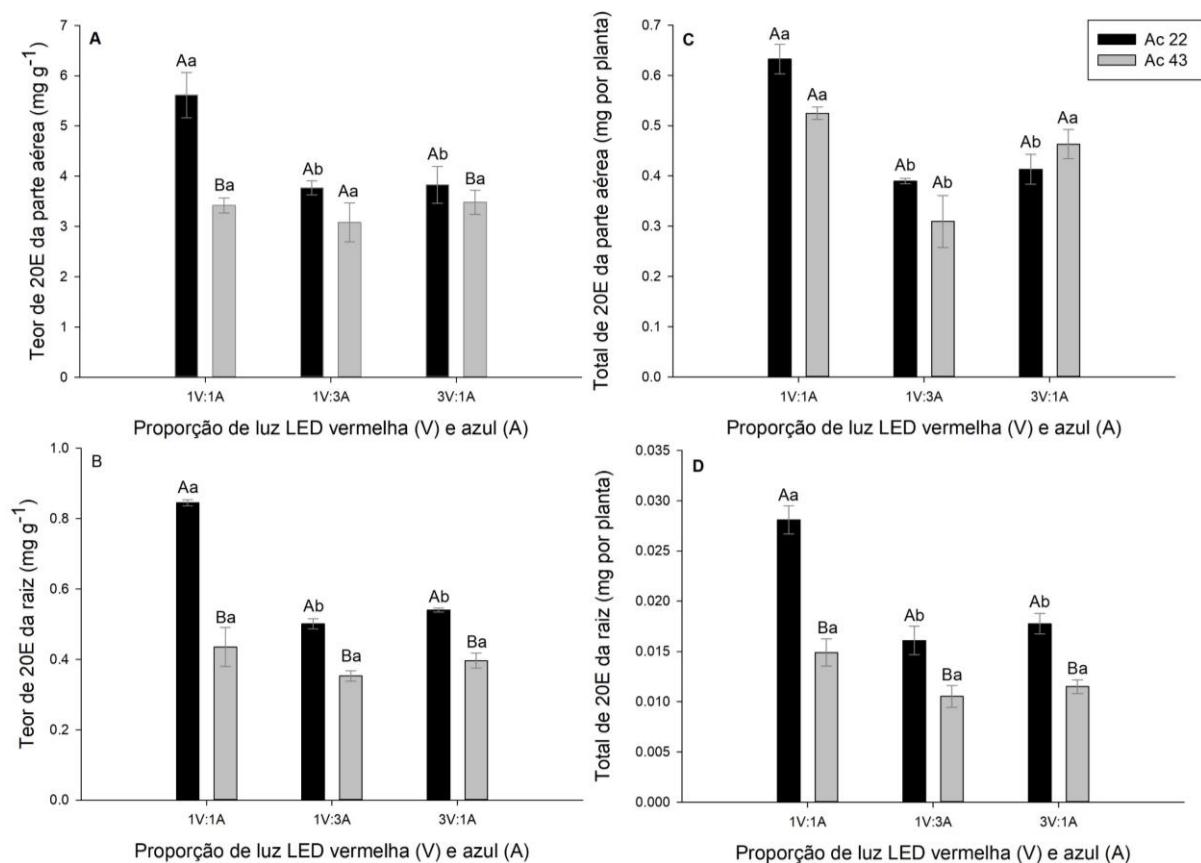 A
Teor de 20E da parte aérea (mg g⁻¹)
7
6
5
4
3
2
1
0
Aa
Ba
Ab
Aa
Ab
Ba
1V:1A
1V:3A
3V:1A
Proporção de luz LED vermelha (V) e azul (A)
C
Ac 22
Ac 43
Total de 20E da parte aérea (mg por planta)
0.7
0.6
0.5
0.4
0.3
0.2
0.1
0.0
Aa
Aa
Ab
Ab
Ab
Aa
1V:1A
1V:3A
3V:1A
Proporção de luz LED vermelha (V) e azul (A)
B
Teor de 20E da raiz (mg g⁻¹)
1.0
0.8
0.6
0.4
0.2
0.0
Aa
Ba
Ab
Ba
Ab
Ba
1V:1A
1V:3A
3V:1A
Proporção de luz LED vermelha (V) e azul (A)
D
Total de 20E da raiz (mg por planta)
0.035
0.030
0.025
0.020
0.015
0.010
0.005
0.000
Aa
Ba
Ab
Ba
Ab
Ba
1V:1A
1V:3A
3V:1A
Proporção de luz LED vermelha (V) e azul (A)